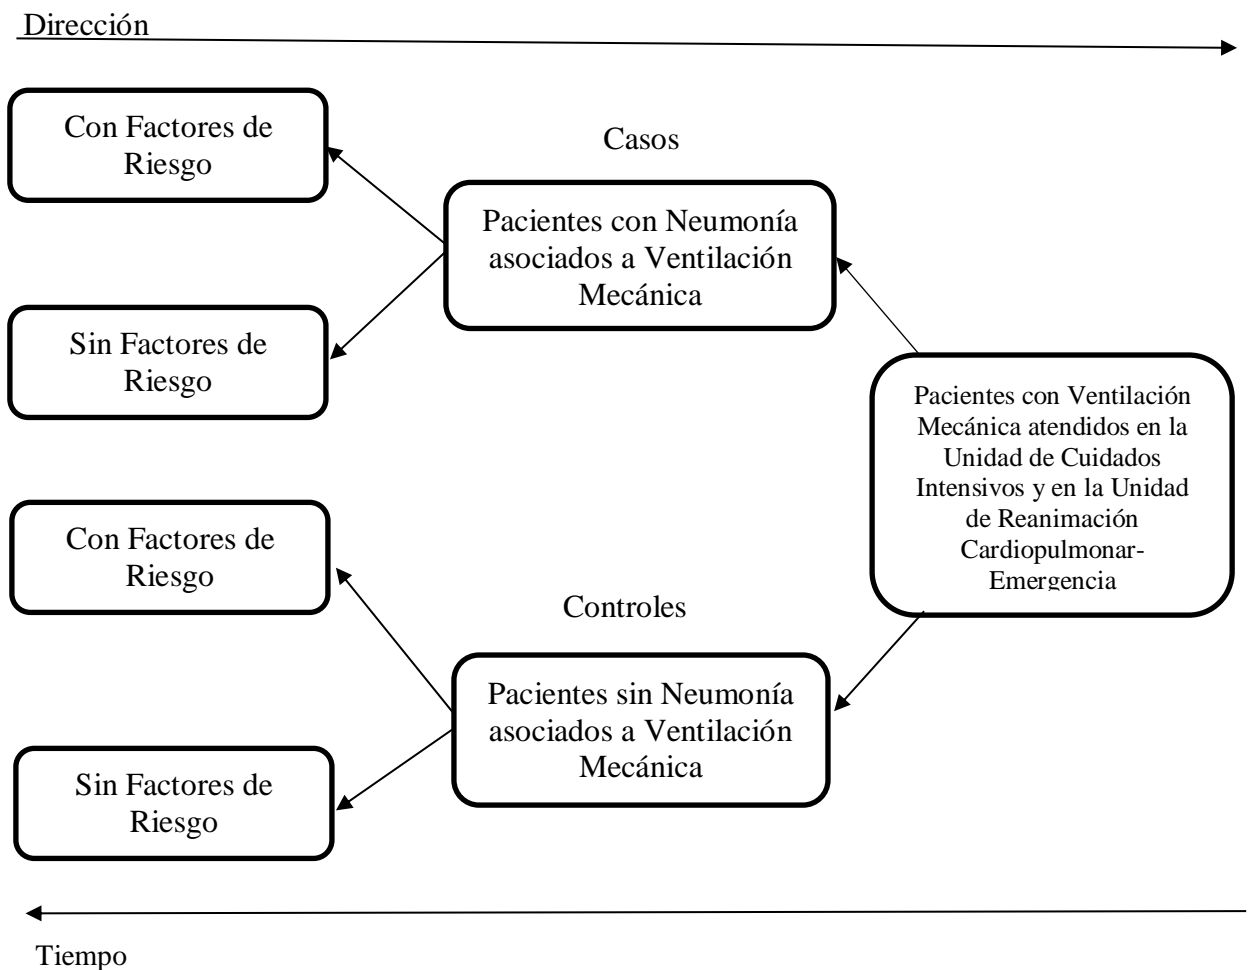 Dirección
Con Factores de
Riesgo
Casos
Pacientes con Neumonía
asociados a Ventilación
Mecánica
Sin Factores de
Riesgo
Pacientes con Ventilación
Mecánica atendidos en la
Unidad de Cuidados
Intensivos y en la Unidad
de Reanimación
Cardiopulmonar-
Emergencia
Con Factores de
Riesgo
Controles
Pacientes sin Neumonía
asociados a Ventilación
Mecánica
Sin Factores de
Riesgo
Tiempo